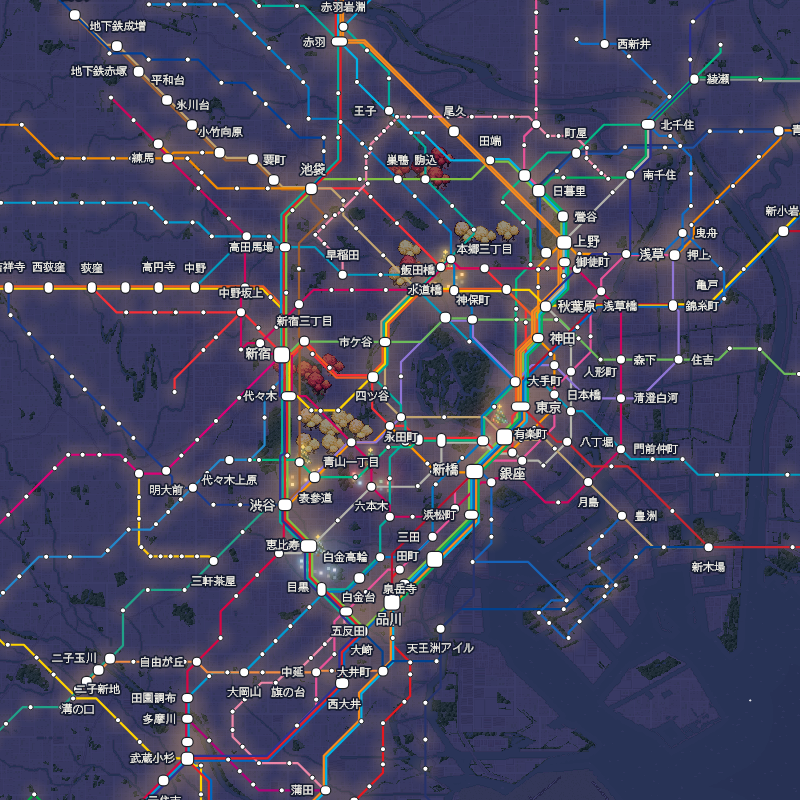 赤羽岩淵
地下鉄成増
赤羽
西新井
地下鉄赤塚
平和台
綾瀬
氷川台
王子
尾久
小竹向原
田端
町屋
北千住
練馬
要町
池袋
巣鴨
駒込
南千住
日暮里
鶯谷
新小岩
高田馬場
早稲田
本郷三丁目
上野
曳舟
吉祥寺
西荻窪
荻窪
高円寺
中野
飯田橋
御徒町
浅草
押上
中野坂上
水道橋
神保町
亀戸
新宿三丁目
秋葉原
浅草橋
錦糸町
新宿
市ケ谷
神田
森下
住吉
代々木
四ツ谷
大手町
人形町
日本橋
清澄白河
東京
永田町
有楽町
八丁堀
門前仲町
青山一丁目
新橋
銀座
明大前
代々木上原
表参道
渋谷
六本木
浜松町
月島
豊洲
恵比寿
三田
白金高輪
田町
新木場
三軒茶屋
目黒
白金台
泉岳寺
品川
五反田
大崎
天王洲アイル
二子玉川
自由が丘
中延
大井町
二子新地
大岡山
旗の台
田園調布
西大井
溝の口
多摩川
武蔵小杉
蒲田